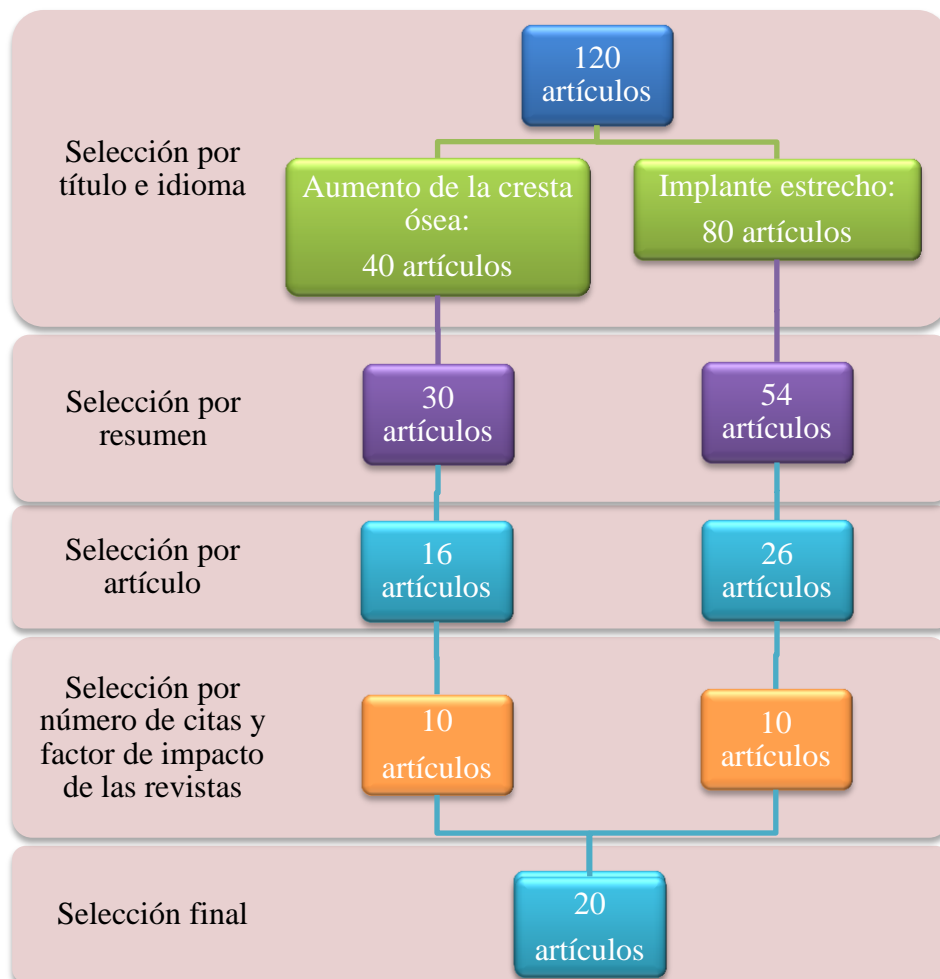 120
artículos
Selección por
título e idioma
Aumento de la cresta
ósea:
40 artículos
Implante estrecho:
80 artículos
Selección por
resumen
30
artículos
54
artículos
Selección por
artículo
16
artículos
26
artículos
Selección por
número de citas y
factor de impacto
de las revistas
10
artículos
10
artículos
Selección final
20
artículos